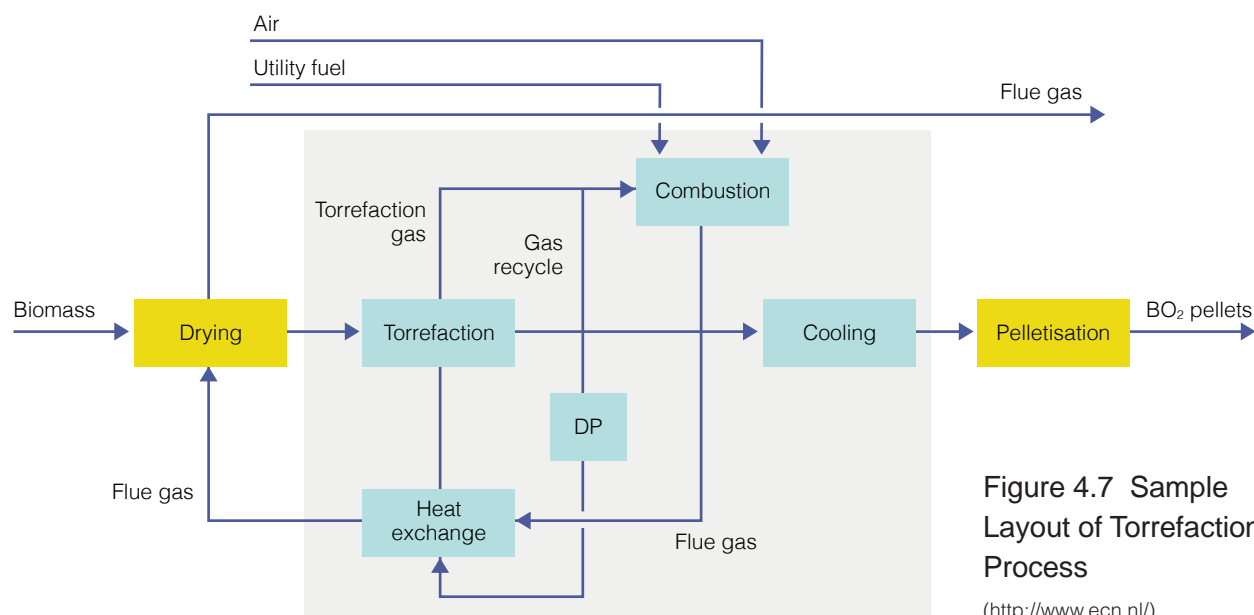 Air
Utility fuel
Flue gas
Combustion
Torrefaction
gas
Gas
recycle
Biomass
Drying
Torrefaction
Cooling
Pelletisation
BO₂ pellets
DP
Flue gas
Heat
exchange
Flue gas
Figure 4.7 Sample
Layout of Torrefaction
Process
(http://www.ecn.nl/)